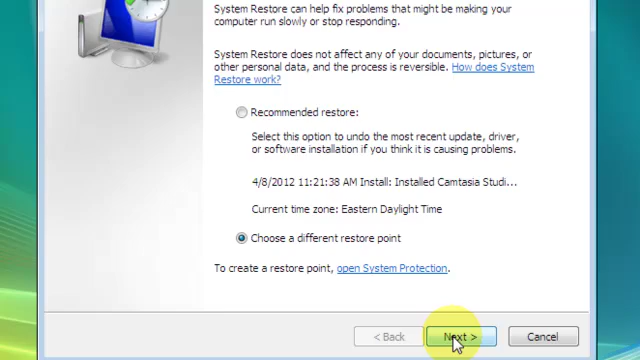 System Restore can help fix problems that might be making your
computer run slowly or stop responding.
System Restore does not affect any of your documents, pictures, or
other personal data, and the process is reversible. How does System
Restore work?
Recommended restore:
Select this option to undo the most recent update, driver,
or software installation if you think it is causing problems.
4/8/2012 11:21:38 AM Install: Installed Camtasia Studi...
Current time zone: Eastern Daylight Time
Choose a different restore point
To create a restore point, open System Protection.
< Back Next > Cancel